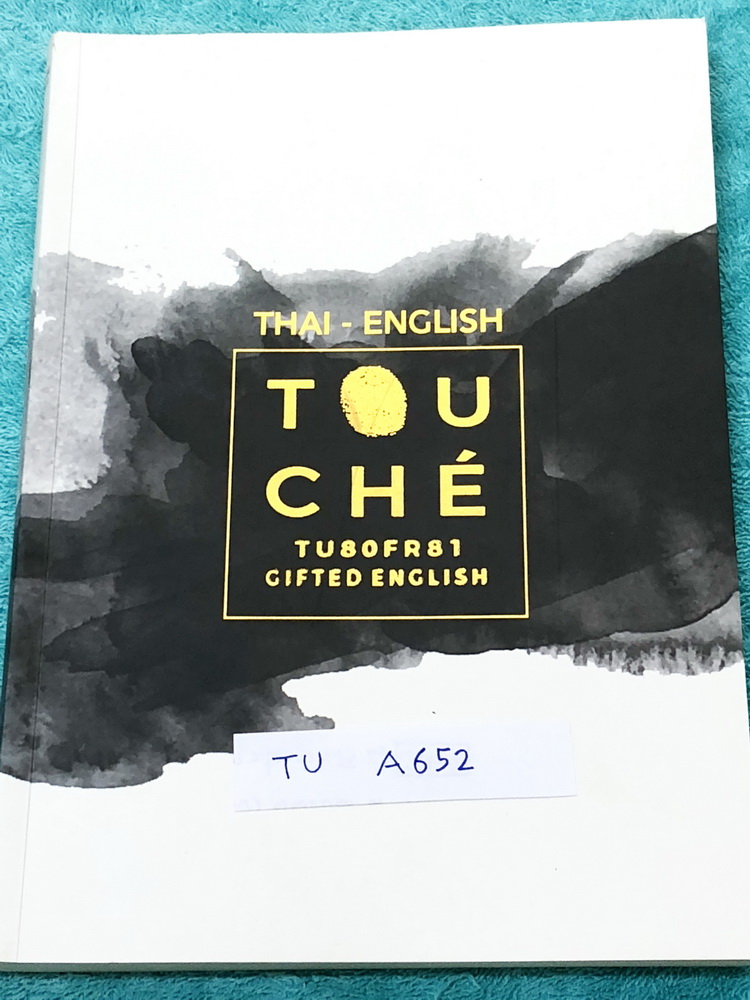 THAI - ENGLISH
TOU
CHÉ
TU80FR81
GIFTED ENGLISH
TU A652